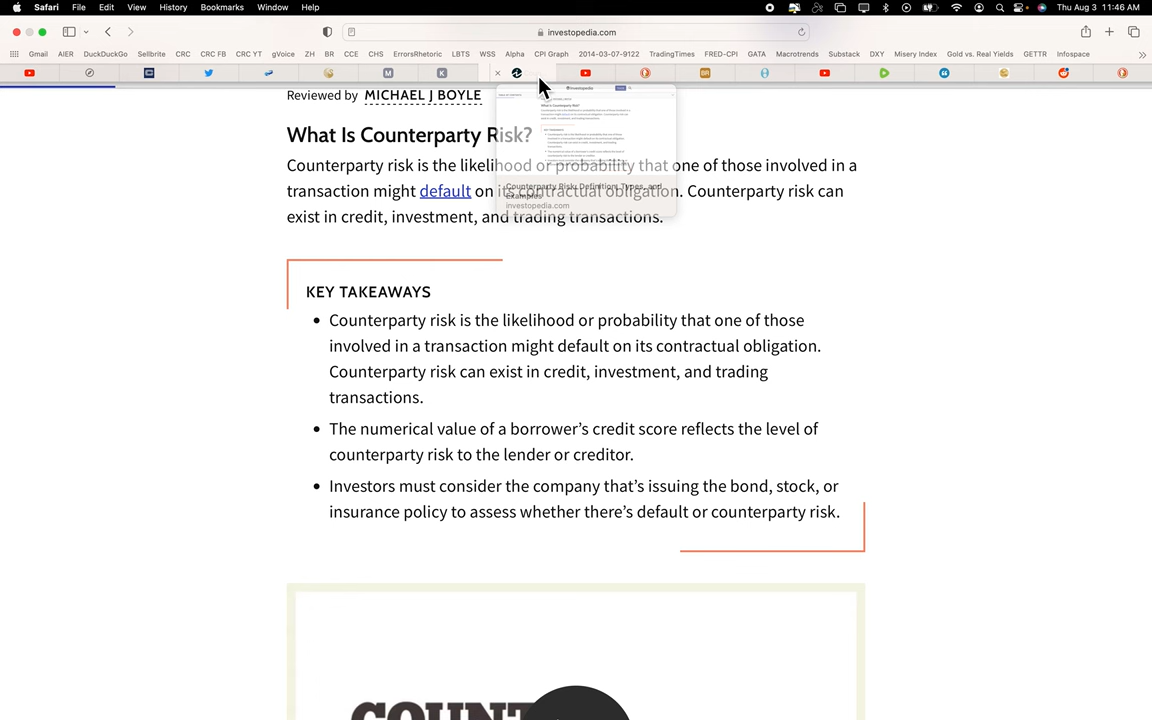 Safari File Edit View History Bookmarks Window Help Thu Aug 3 11:46 AM
investopedia.com
Gmail AIER DuckDuckGo Sellbrite CRC CRC FB CRC YT gVoice ZH BR CCE CHS ErrorsRhetoric LBTS WSS Alpha CPI Graph 2014-03-07-9122 TradingTimes FRED-CPI GATA Macrotrends Substack DXY Misery Index Gold vs. Real Yields GETTR Infospace
Reviewed by MICHAEL J BOYLE
What Is Counterparty Risk?
Counterparty risk is the likelihood or probability that one of those involved in a
transaction might default on its contractual obligation. Counterparty risk can
exist in credit, investment, and trading transactions.
Counterparty Risk: Definition, Types, and
Examples
investopedia.com
KEY TAKEAWAYS
• Counterparty risk is the likelihood or probability that one of those
involved in a transaction might default on its contractual obligation.
Counterparty risk can exist in credit, investment, and trading
transactions.
• The numerical value of a borrower's credit score reflects the level of
counterparty risk to the lender or creditor.
• Investors must consider the company that's issuing the bond, stock, or
insurance policy to assess whether there's default or counterparty risk.